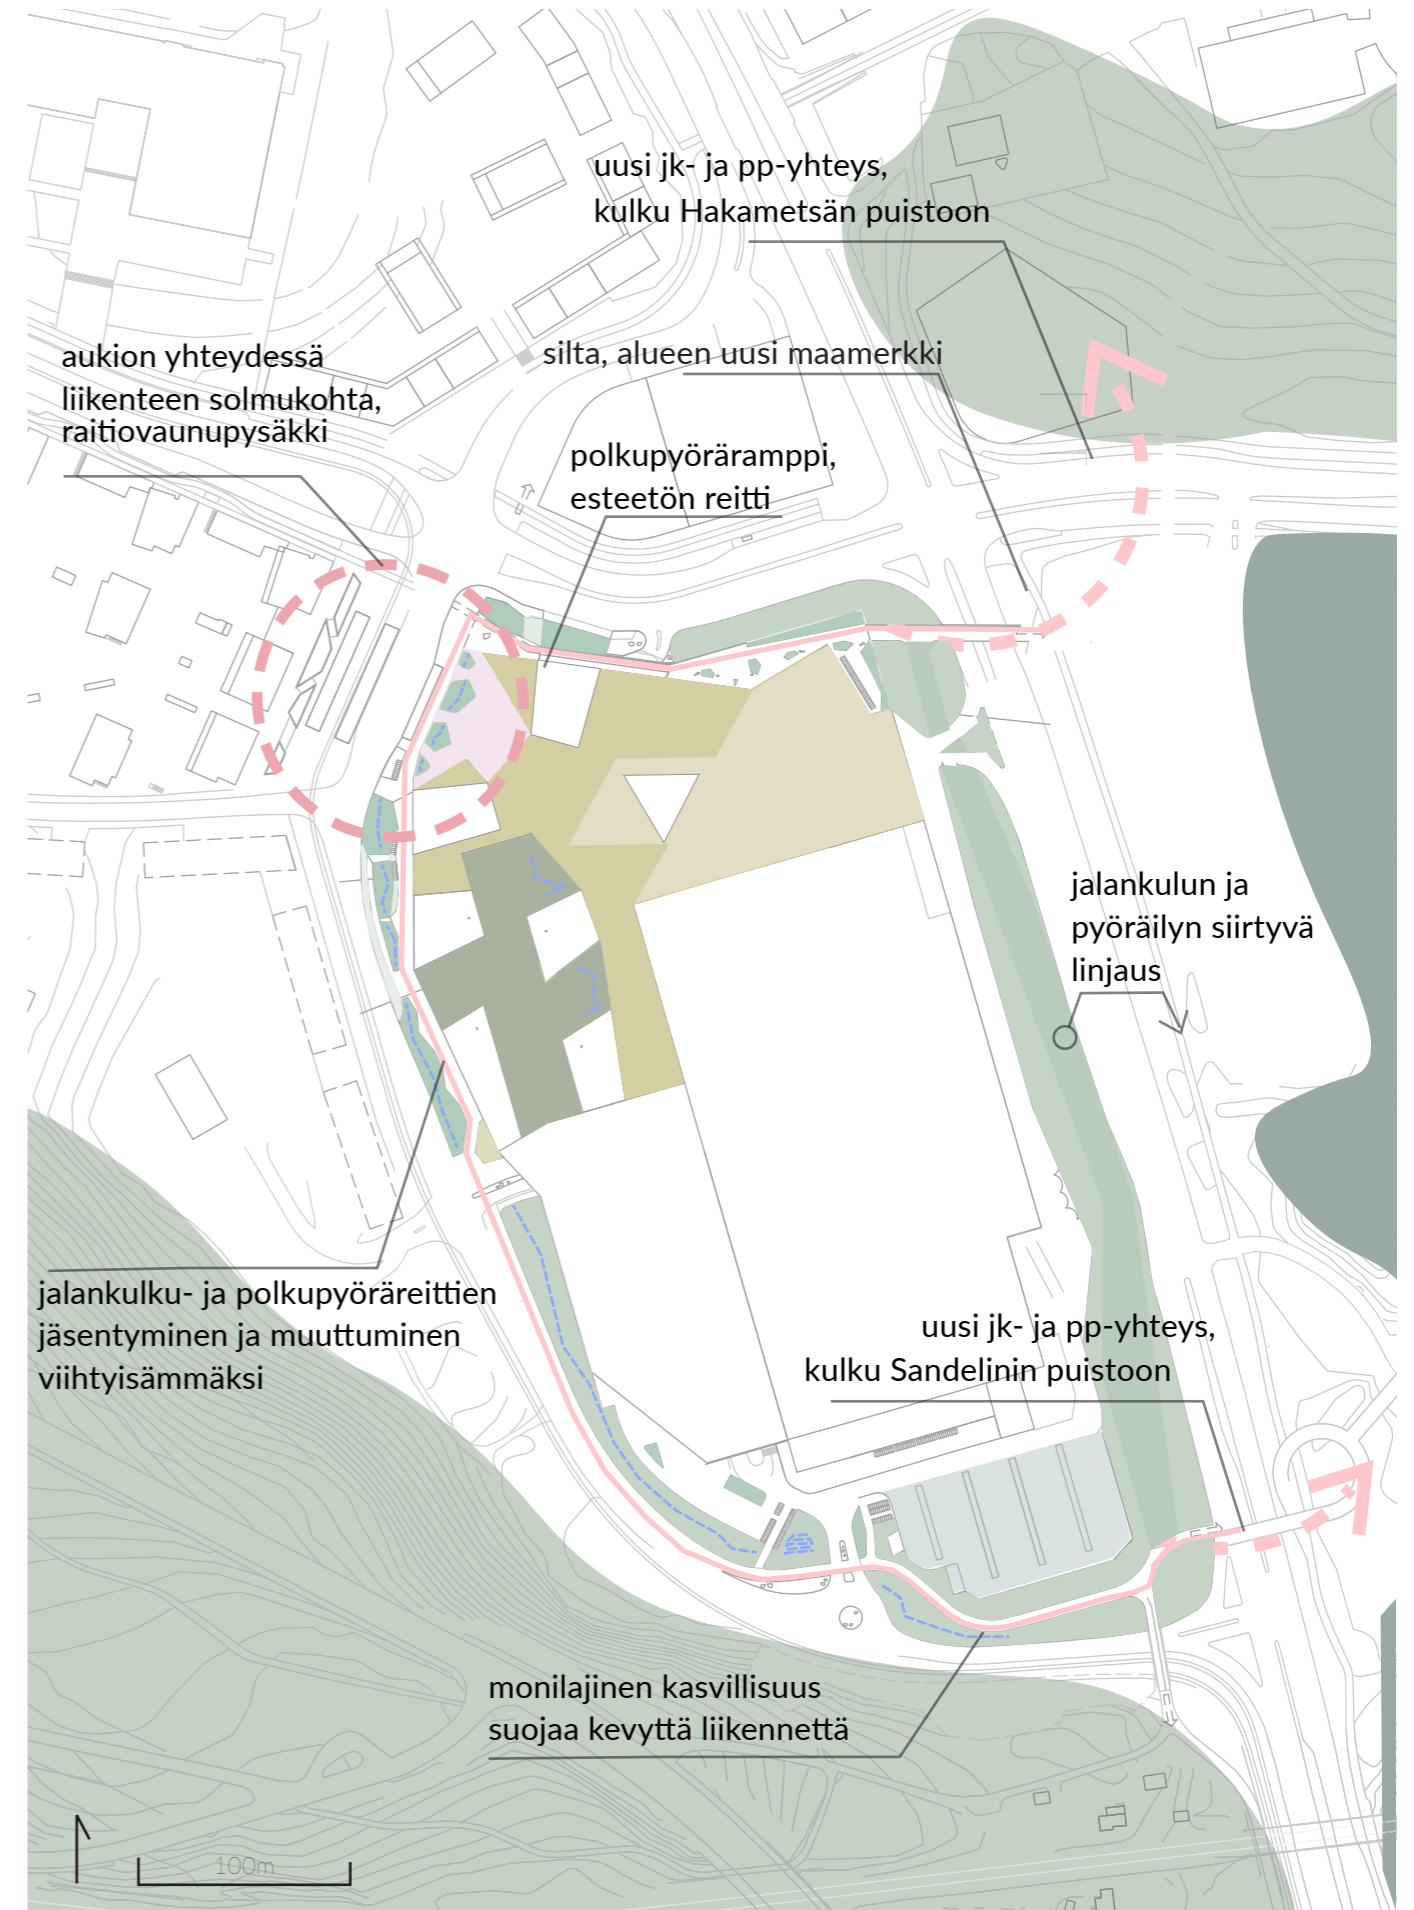 uusi jk- ja pp-yhteys,
kulku Hakametsän puistoon
aukion yhteydessä
liikenteen solmukohta,
raitiovaunupysäkki
silta, alueen uusi maamerkki
polkupyöräramppi,
esteetön reitti
jalankulun ja
pyöräilyn siirtyvä
linjaus
jalankulku- ja polkupyöräreittien
jäsentyminen ja muuttuminen
viihtyisämmäksi
uusi jk- ja pp-yhteys,
kulku Sandelinin puistoon
monilajinen kasvillisuus
suojaa kevyttä liikennettä
100m